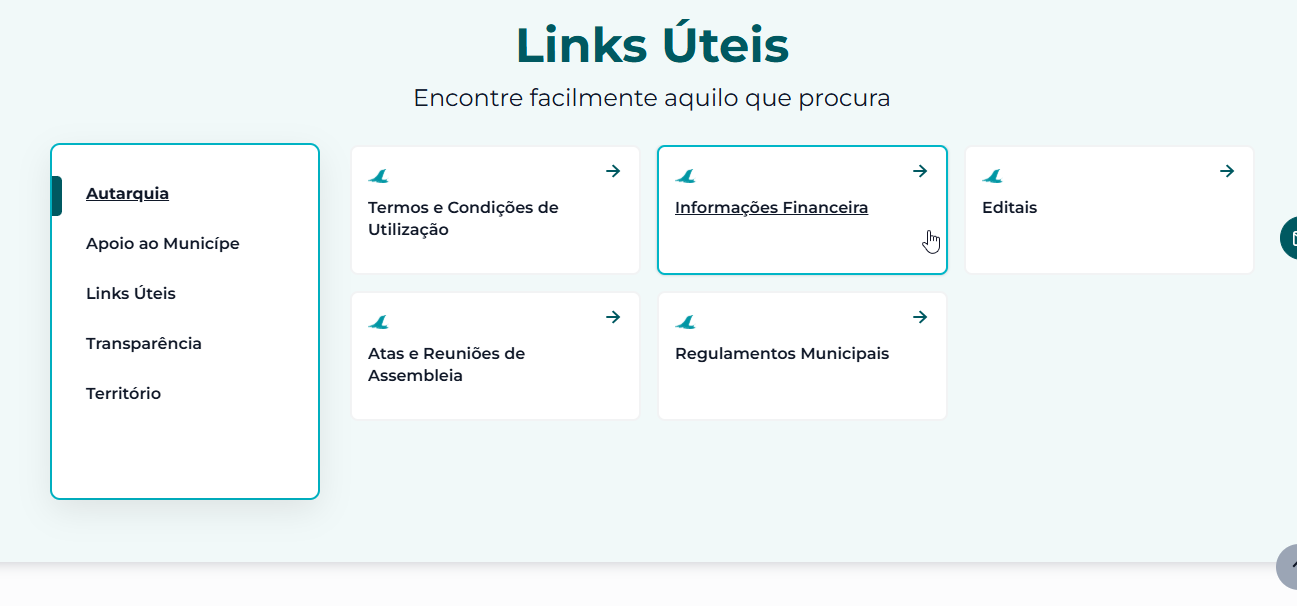 Links Úteis
Encontre facilmente aquilo que procura
Autarquia
Apoio ao Municípe
Links Úteis
Transparência
Território
Termos e Condições de
Utilização
Informações Financeira
Editais
Atas e Reuniões de
Assembleia
Regulamentos Municipais